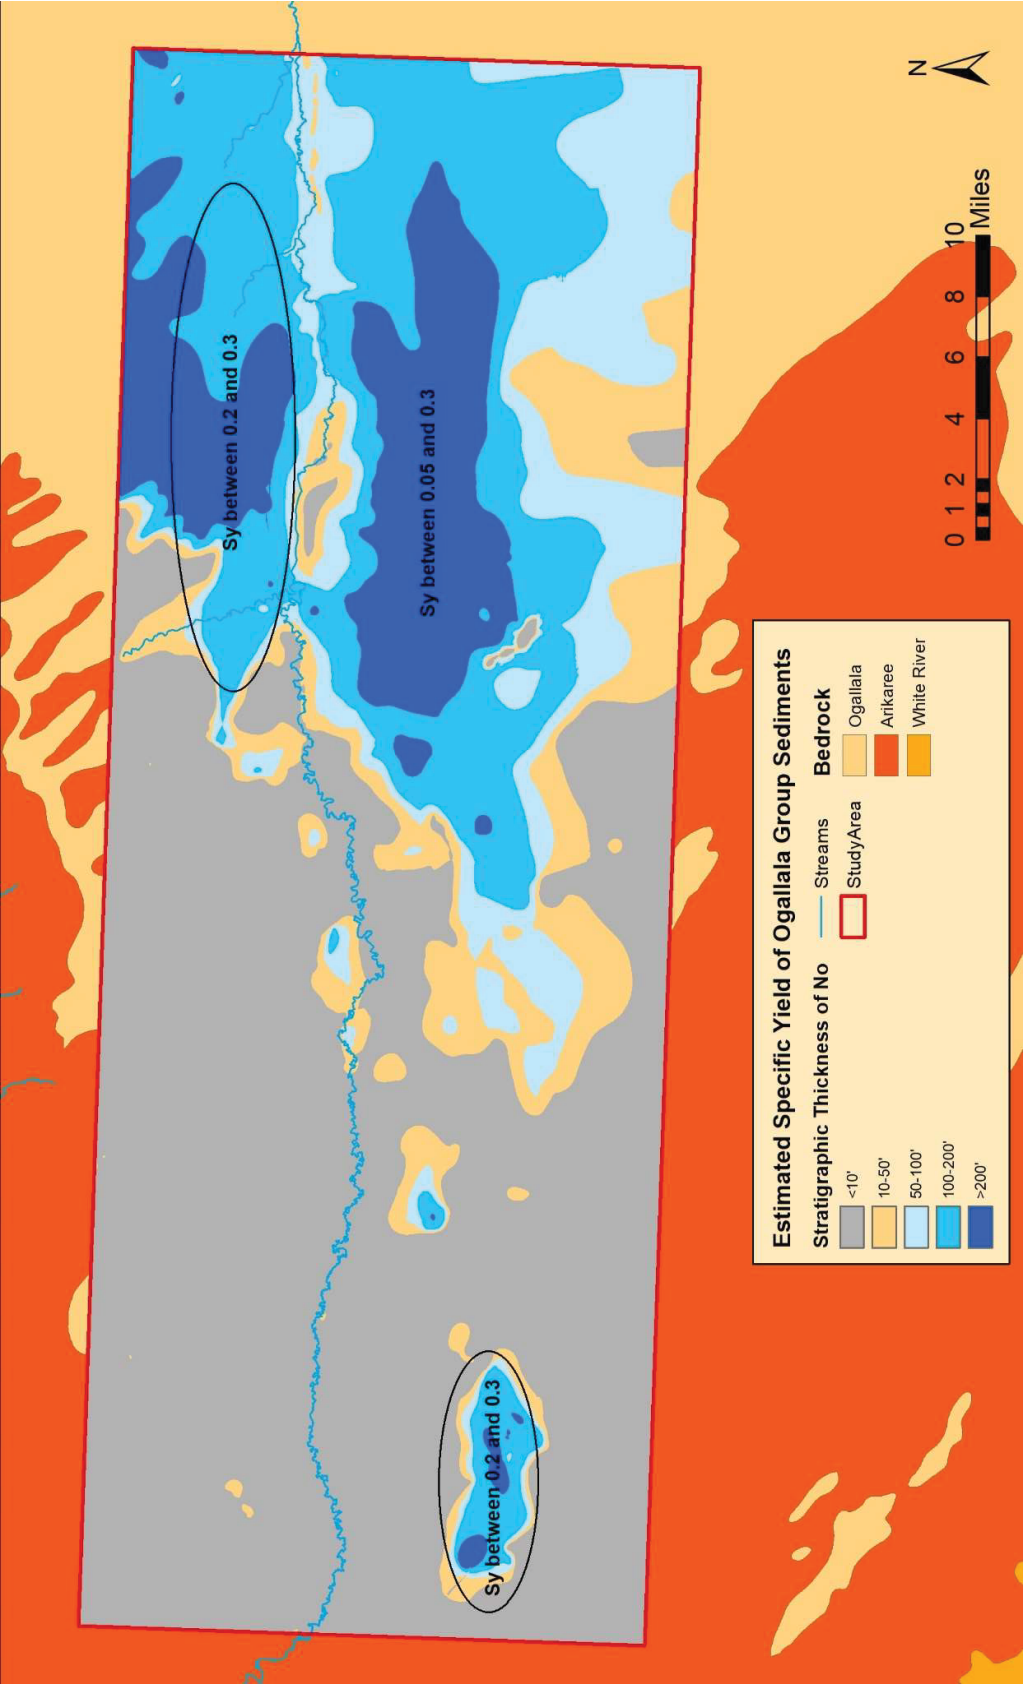 N
Sy between 0.2 and 0.3
Sy between 0.05 and 0.3
Sy between 0.2 and 0.3
0 1 2 4 6 8 10
Miles
Estimated Specific Yield of Ogallala Group Sediments
Stratigraphic Thickness of No
<10'
10-50'
50-100'
100-200'
>200'
Streams
StudyArea
Bedrock
Ogallala
Arikaree
White River